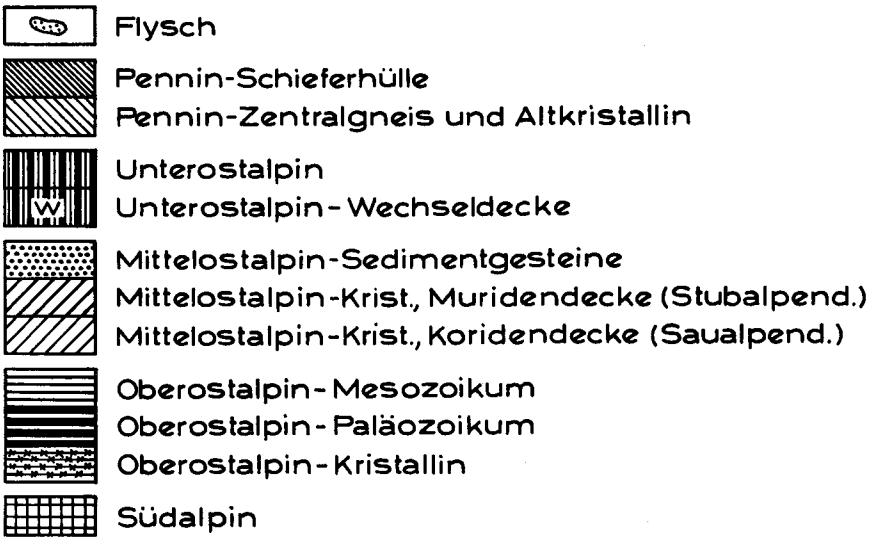 Flysch
Pennin-Schieferhülle
Pennin-Zentralgneis und Altkristallin
Unterostalpin
W Unterostalpin-Wechseldecke
Mittelostalpin-Sedimentgesteine
Mittelostalpin-Krist., Muridendecke (Stubalpend.)
Mittelostalpin-Krist., Koridendecke (Saualpend.)
Oberostalpin-Mesozoikum
Oberostalpin-Paläozoikum
Oberostalpin-Kristallin
Südalpin